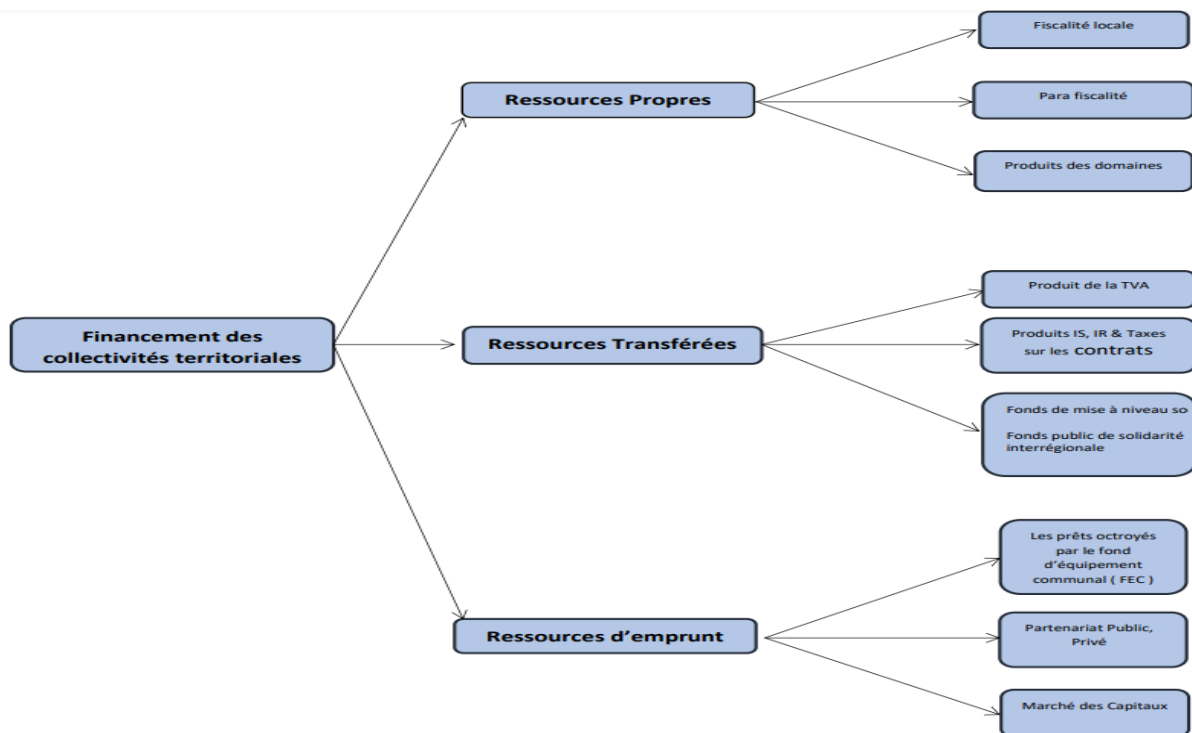 Fiscalité locale
Ressources Propres
Para fiscalité
Produits des domaines
Produit de la TVA
Financement des
collectivités territoriales
Ressources Transférées
Produits IS, IR & Taxes
sur les contrats
Fonds de mise à niveau so
Fonds public de solidarité
interrégionale
Les prêts octroyés
par le fond
d’équipement
communal ( FEC )
Ressources d’emprunt
Partenariat Public,
Privé
Marché des Capitaux